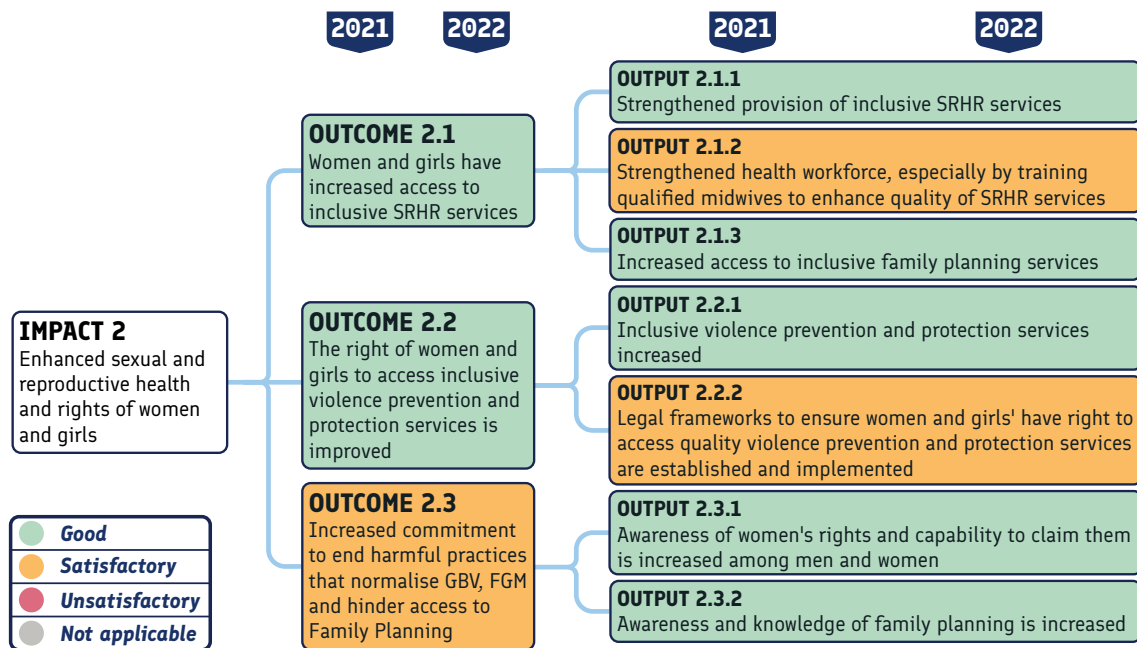 2021
2022
2021
2022
IMPACT 2
Enhanced sexual and
reproductive health
and rights of women
and girls
OUTCOME 2.1
Women and girls have
increased access to
inclusive SRHR services
OUTCOME 2.2
The right of women and
girls to access inclusive
violence prevention and
protection services is
improved
OUTCOME 2.3
Increased commitment
to end harmful practices
that normalise GBV, FGM
and hinder access to
Family Planning
OUTPUT 2.1.1
Strengthened provision of inclusive SRHR services
OUTPUT 2.1.2
Strengthened health workforce, especially by training
qualified midwives to enhance quality of SRHR services
OUTPUT 2.1.3
Increased access to inclusive family planning services
OUTPUT 2.2.1
Inclusive violence prevention and protection services
increased
OUTPUT 2.2.2
Legal frameworks to ensure women and girls' have right to
access quality violence prevention and protection services
are established and implemented
OUTPUT 2.3.1
Awareness of women's rights and capability to claim them
is increased among men and women
OUTPUT 2.3.2
Awareness and knowledge of family planning is increased
Good
Satisfactory
Unsatisfactory
Not applicable